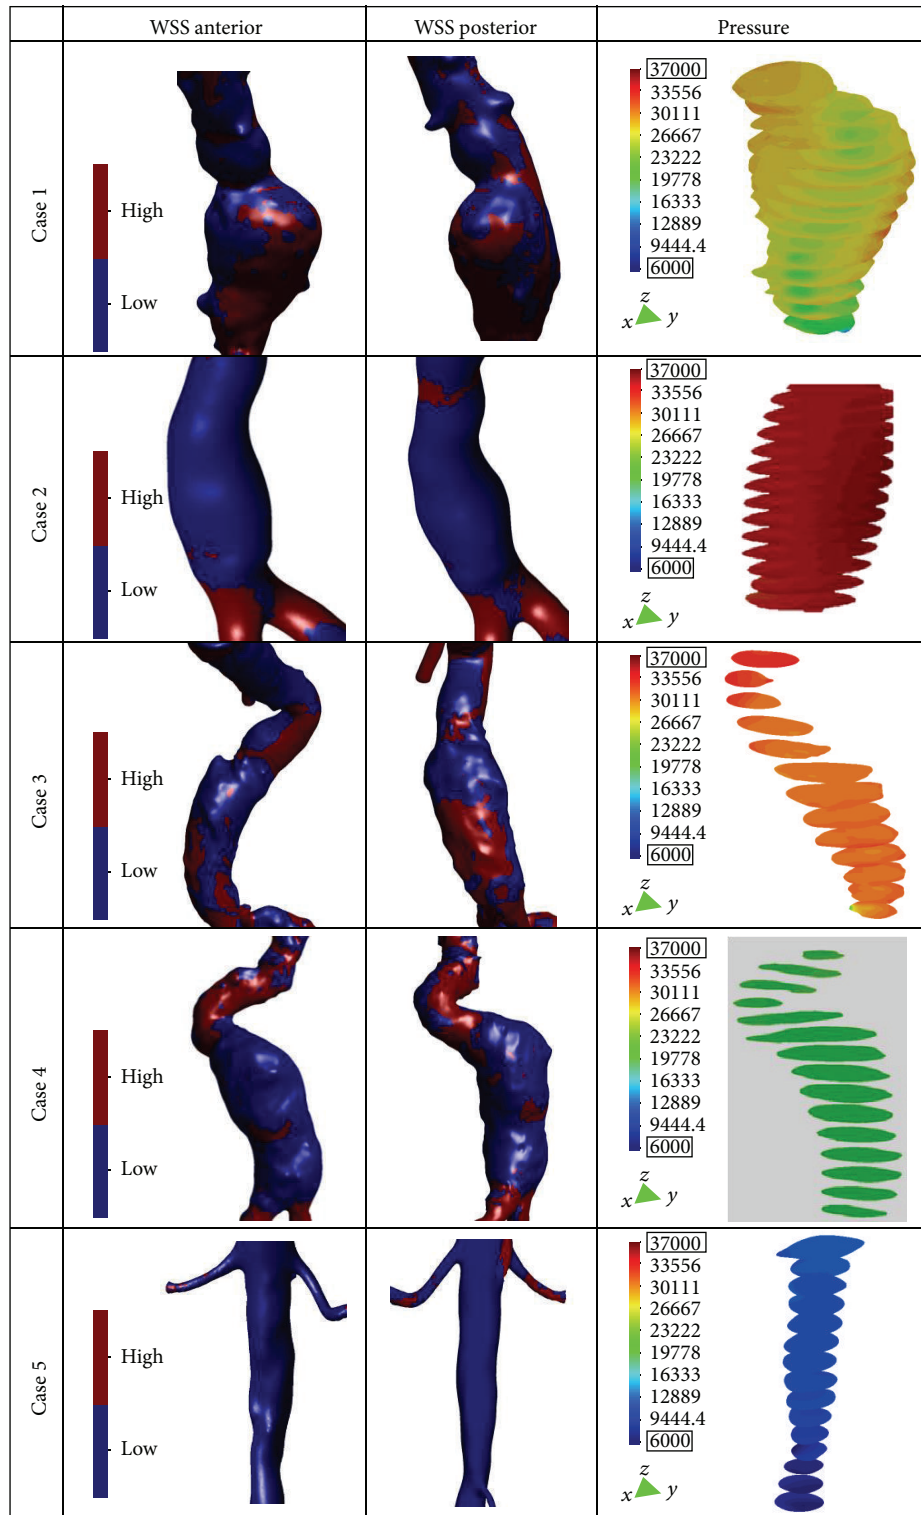 WSS anterior WSS posterior Pressure
Case 1
High
Low
37000
33556
30111
26667
23222
19778
16333
12889
9444.4
6000
z
x y
Case 2
High
Low
37000
33556
30111
26667
23222
19778
16333
12889
9444.4
6000
z
x y
Case 3
High
Low
37000
33556
30111
26667
23222
19778
16333
12889
9444.4
6000
z
x y
Case 4
High
Low
37000
33556
30111
26667
23222
19778
16333
12889
9444.4
6000
z
x y
Case 5
High
Low
37000
33556
30111
26667
23222
19778
16333
12889
9444.4
6000
z
x y